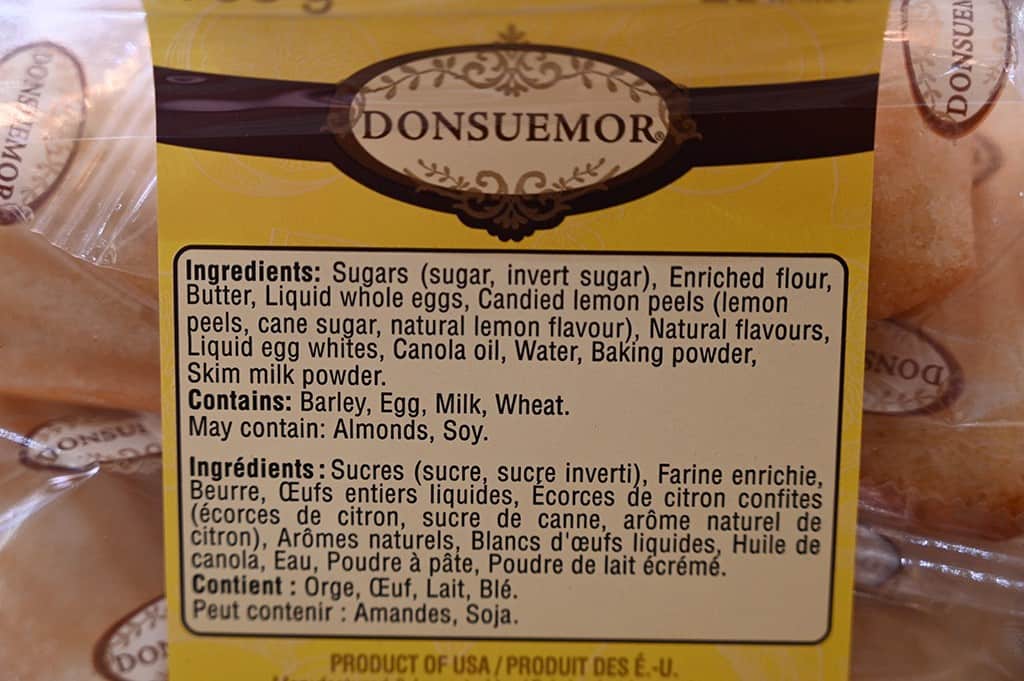 DONSUEMOR®
DONSUEMOR
DONSUEM
Ingredients: Sugars (sugar, invert sugar), Enriched flour,
Butter, Liquid whole eggs, Candied lemon peels (lemon
peels, cane sugar, natural lemon flavour), Natural flavours,
Liquid egg whites, Canola oil, Water, Baking powder,
Skim milk powder.
Contains: Barley, Egg, Milk, Wheat.
May contain: Almonds, Soy.
Ingrédients : Sucres (sucre, sucre inverti), Farine enrichie,
Beurre, Œufs entiers liquides, Écorces de citron confites
(écorces de citron, sucre de canne, arôme naturel de
citron), Arômes naturels, Blancs d'œufs liquides, Huile de
canola, Eau, Poudre à pâte, Poudre de lait écrémé.
Contient : Orge, Œuf, Lait, Blé.
Peut contenir : Amandes, Soja.
PRODUCT OF USA / PRODUIT DES É.-U.